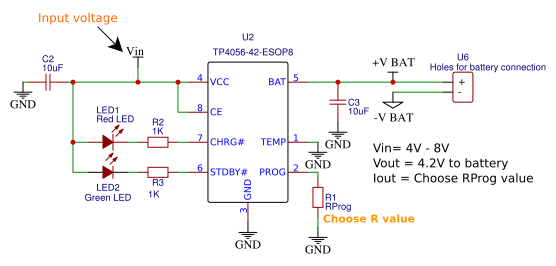 Input voltage
Vin
C2
10uF
GND
LED1
Red LED
R2
1K
LED2
Green LED
R3
1K
U2
TP4056-42-ESOP8
4
VCC
8
CE
7
CHRG#
6
STDBY#
BAT
5
TEMP
1
PROG
2
GND
3
GND
C3
10uF
GND
GND
R1
RProg
Choose R value
GND
+V BAT
-V BAT
U6
Holes for battery connection
+
-
Vin= 4V - 8V
Vout = 4.2V to battery
Iout = Choose RProg value